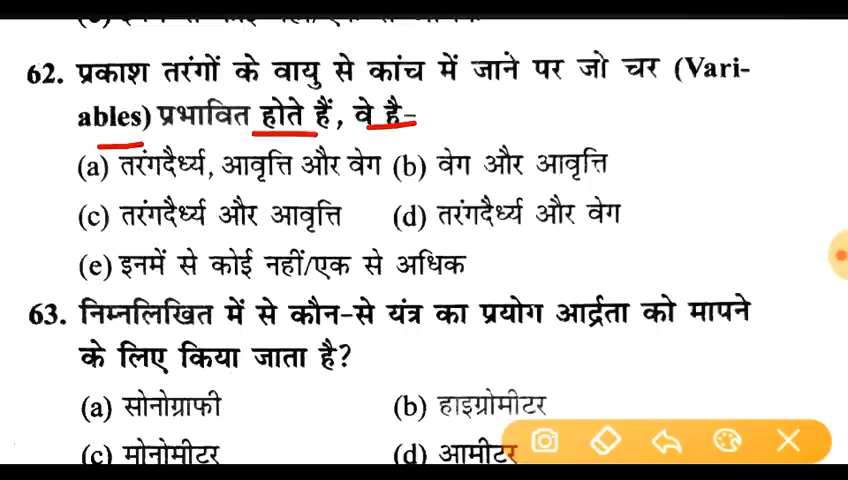 62. प्रकाश तरंगों के वायु से कांच में जाने पर जो चर (Vari-
ables) प्रभावित होते हैं, वे है-
(a) तरंगदैर्ध्य, आवृत्ति और वेग (b) वेग और आवृत्ति
(c) तरंगदैर्ध्य और आवृत्ति (d) तरंगदैर्ध्य और वेग
(e) इनमें से कोई नहीं/एक से अधिक
63. निम्नलिखित में से कौन-से यंत्र का प्रयोग आर्द्रता को मापने
के लिए किया जाता है?
(a) सोनोग्राफी (b) हाइग्रोमीटर
(c) मोनोमीटर (d) आमीटर